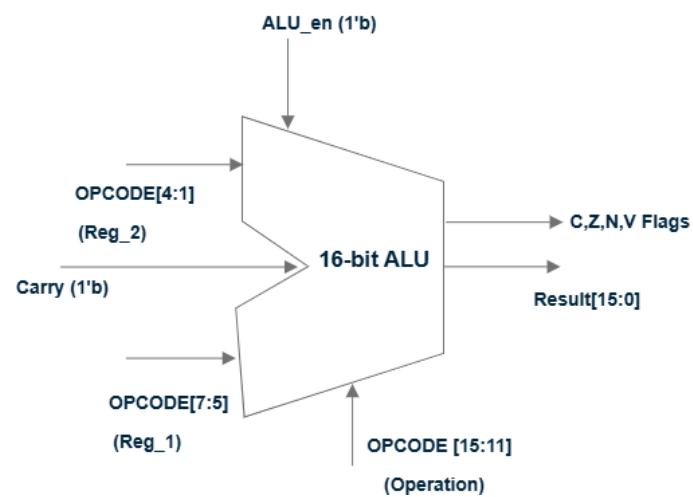 ALU_en (1'b)
OPCODE[4:1]
(Reg_2)
C,Z,N,V Flags
16-bit ALU
Carry (1'b)
Result[15:0]
OPCODE[7:5]
(Reg_1)
OPCODE [15:11]
(Operation)